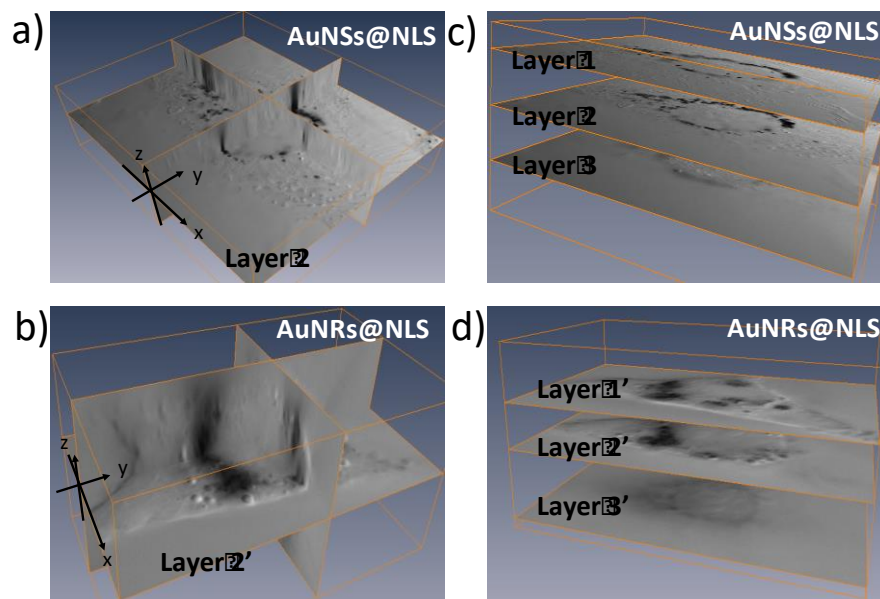 a)
AuNSs@NLS
z
y
x
Layer 2
c)
AuNSs@NLS
Layer 1
Layer 2
Layer 3
b)
AuNRs@NLS
z
y
x
Layer 2’
d)
AuNRs@NLS
Layer 1’
Layer 2’
Layer 3’